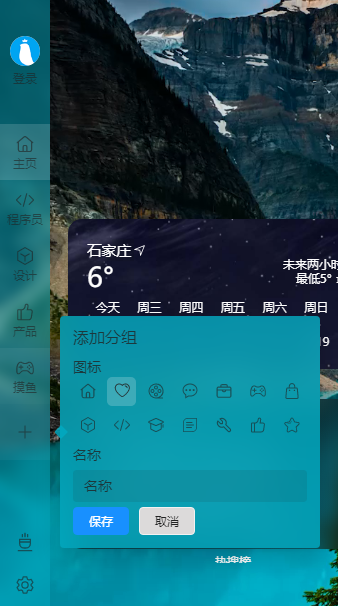 登录
主页
程序员
设计
产品
摸鱼
石家庄
6°
未来两小时
最低5°
今天 周三 周四 周五 周六 周日
19
添加分组
图标
名称
名称
保存 取消
热搜榜